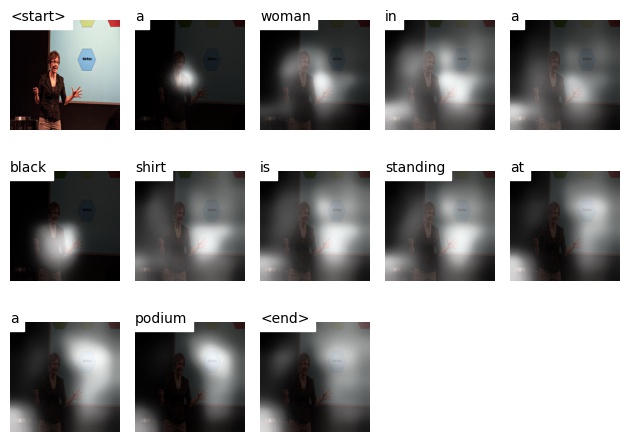 <start> a woman in a
black shirt is standing at
a podium <end>